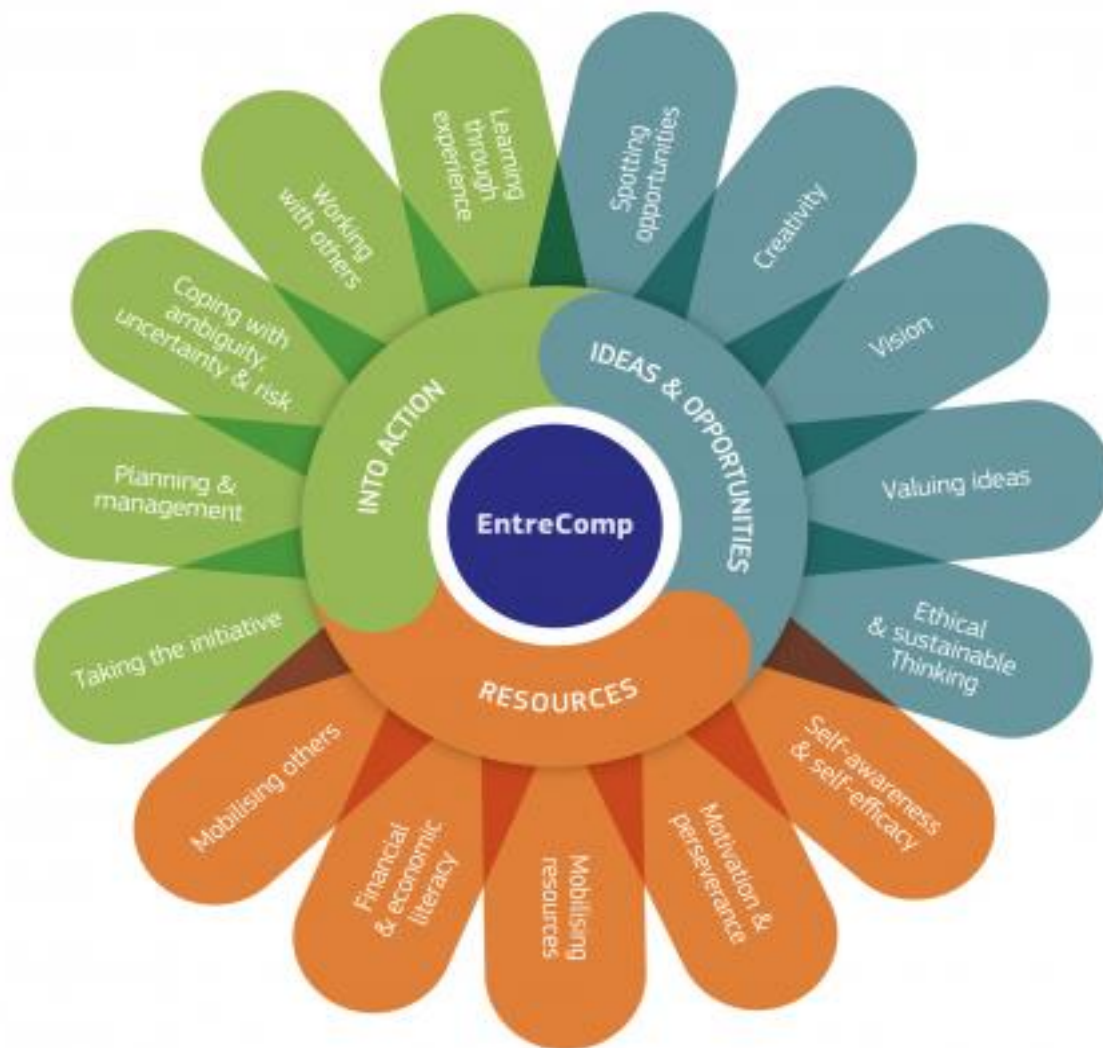 EntreComp
IDEAS & OPPORTUNITIES
RESOURCES
INTO ACTION
Spotting
opportunities
Creativity
Vision
Valuing ideas
Ethical
& sustainable
Thinking
Self-awareness
& self-efficacy
Motivation &
perseverance
Mobilising
resources
Financial
& economic
literacy
Mobilising others
Taking the initiative
Planning &
management
Coping with
ambiguity,
uncertainty & risk
Working
with others
Learning
through
experience